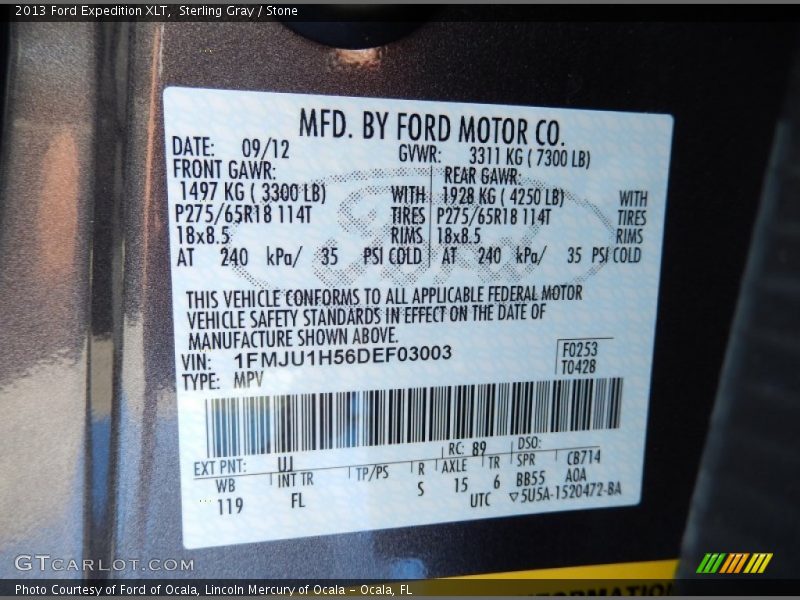 2013 Ford Expedition XLT, Sterling Gray / Stone
MFD. BY FORD MOTOR CO.
DATE: 09/12 GVWR: 3311 KG ( 7300 LB)
FRONT GAWR: REAR GAWR:
1497 KG ( 3300 LB) WITH 1928 KG ( 4250 LB) WITH
P275/65R18 114T TIRES P275/65R18 114T TIRES
18x8.5 RIMS 18x8.5 RIMS
AT 240 kPa/ 35 PSI COLD AT 240 kPa/ 35 PSI COLD
THIS VEHICLE CONFORMS TO ALL APPLICABLE FEDERAL MOTOR
VEHICLE SAFETY STANDARDS IN EFFECT ON THE DATE OF
MANUFACTURE SHOWN ABOVE.
VIN: 1FMJU1H56DEF03003 F0253
TYPE: MPV T0428
EXT PNT: UJ RC: 89 DSO: C8714
WB INT TR TP/PS R AXLE TR SPR A0A
119 FL S 15 6 BB55
UTC ▽5U5A-1520472-BA
GTCARLOT.COM
INFORMATION
Photo Courtesy of Ford of Ocala, Lincoln Mercury of Ocala - Ocala, FL